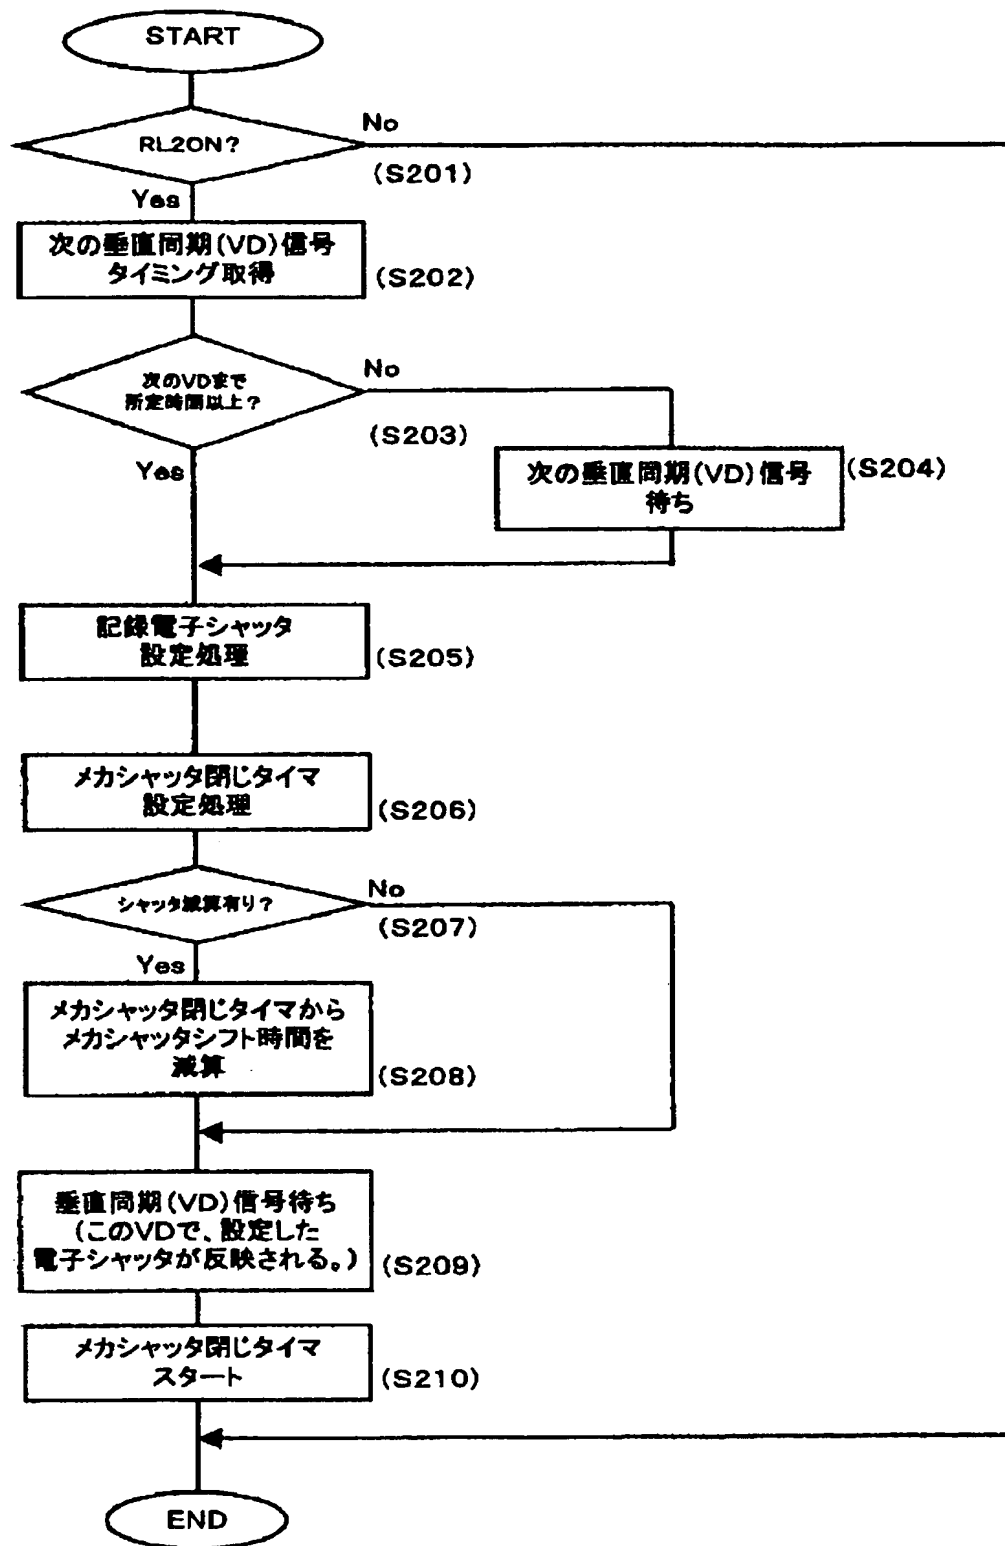 START
RL2ON?
No
(S201)
Yes
次の垂直同期(VD)信号
タイミング取得
(S202)
次のVDまで
所定時間以上?
No
(S203)
Yes
次の垂直同期(VD)信号
待ち
(S204)
記録電子シャッタ
設定処理
(S205)
メカシャッタ閉じタイマ
設定処理
(S206)
シャッタ減算有り?
No
(S207)
Yes
メカシャッタ閉じタイマから
メカシャッタシフト時間を
減算
(S208)
垂直同期(VD)信号待ち
(このVDで、設定した
電子シャッタが反映される。)
(S209)
メカシャッタ閉じタイマ
スタート
(S210)
END